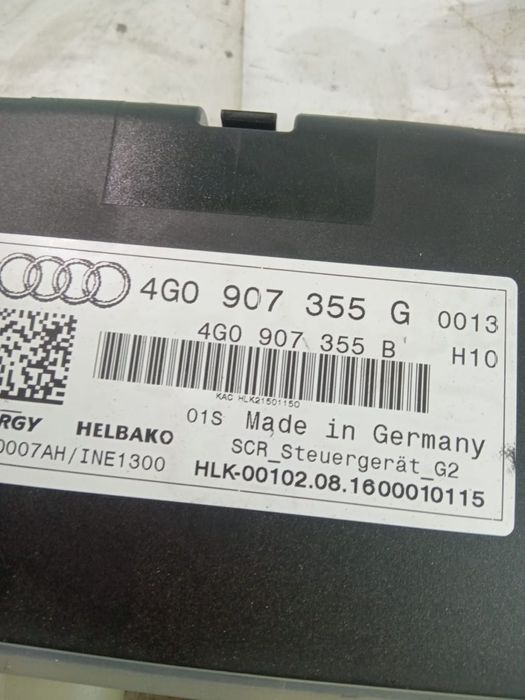 4G0 907 355 G 0013
4G0 907 355 B H10
KAC HLK21501150
01S Made in Germany
RGY HELBAKO
SCR_Steuergerät_G2
0007AH/INE1300
HLK-00102.08.1600010115